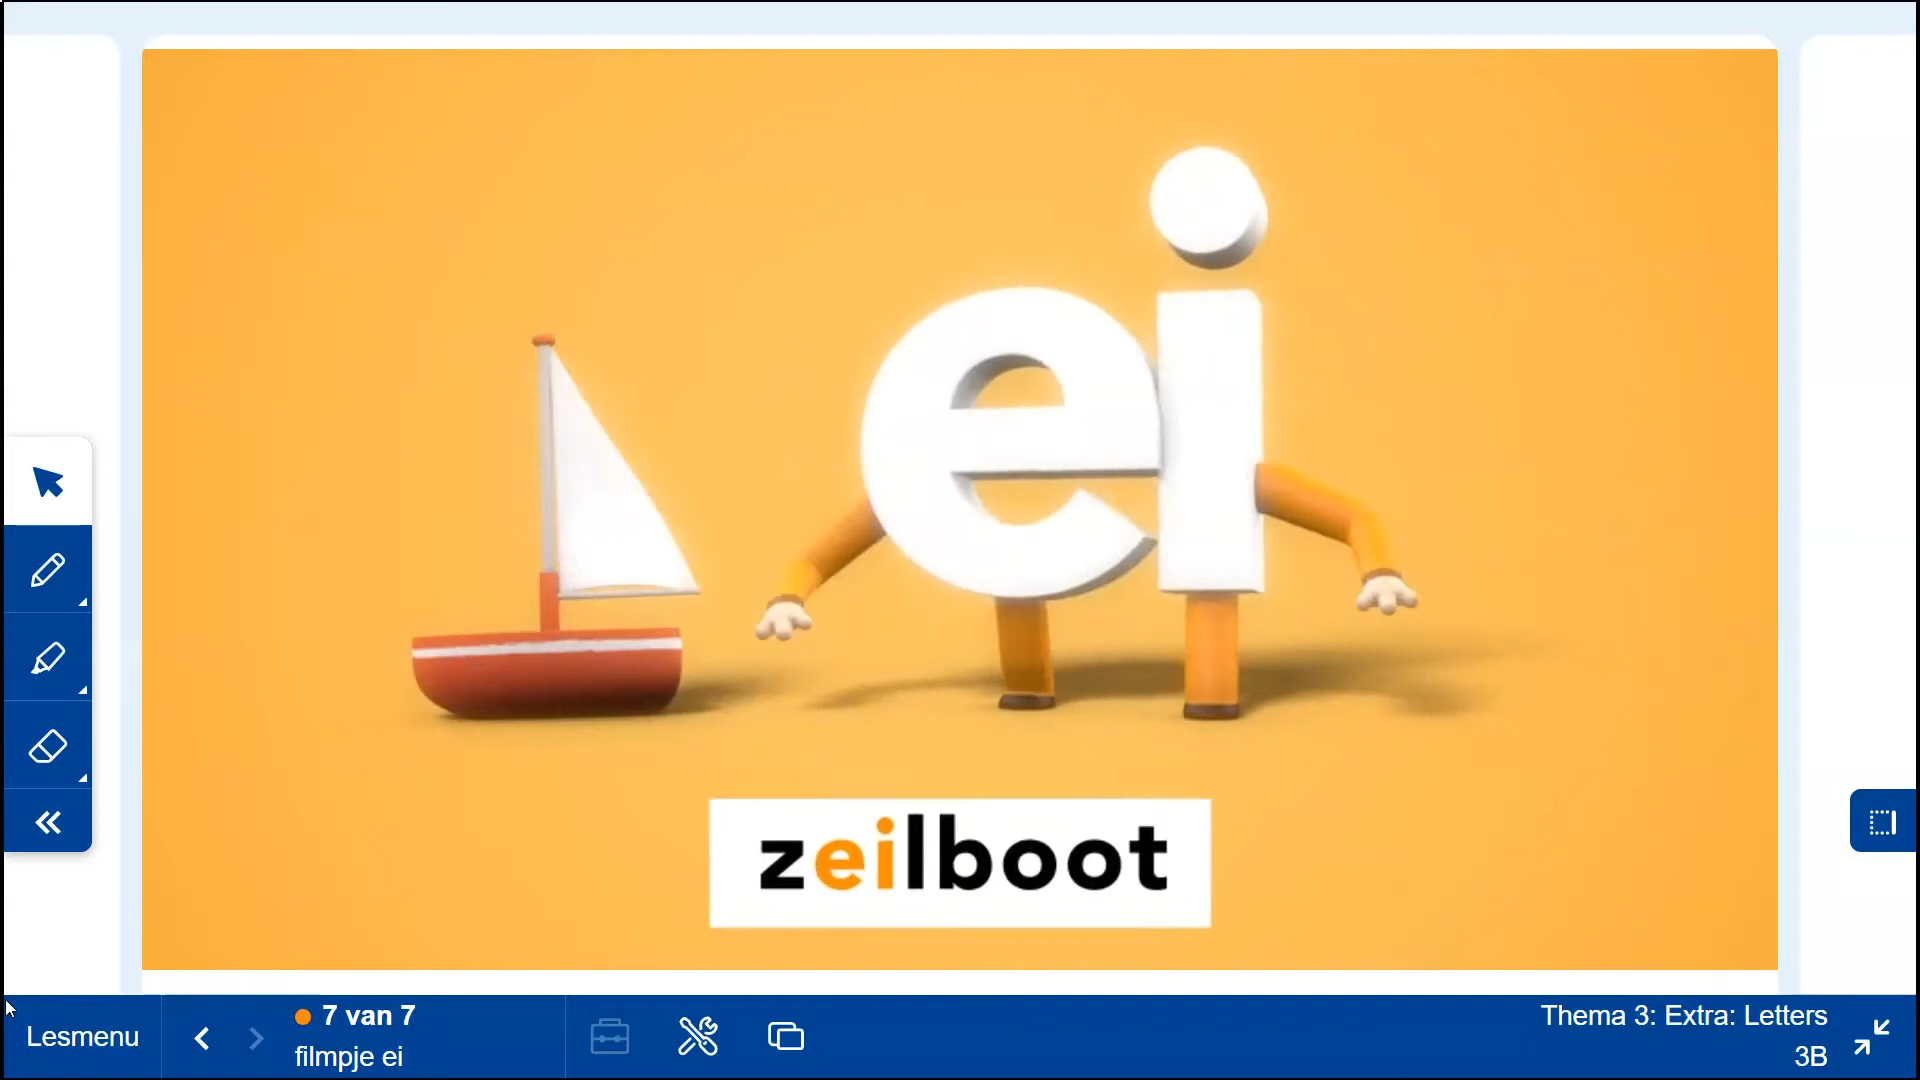 ei
zeilboot
Lesmenu
7 van 7
filmpje ei
Thema 3: Extra: Letters
3B